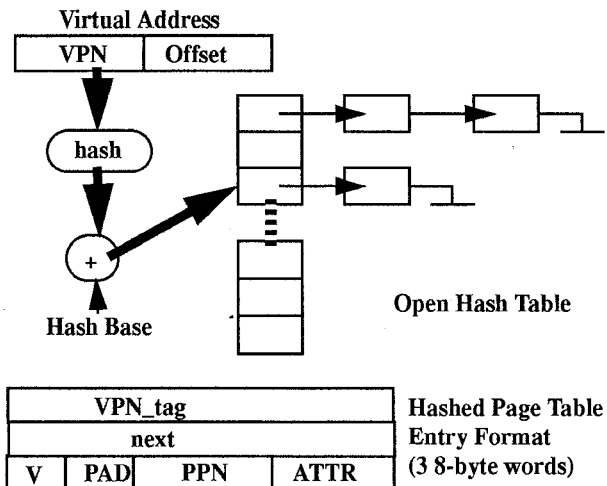 Virtual Address
VPN Offset
hash
+
Hash Base
Open Hash Table
VPN_tag
next
V PAD PPN ATTR
Hashed Page Table
Entry Format
(3 8-byte words)